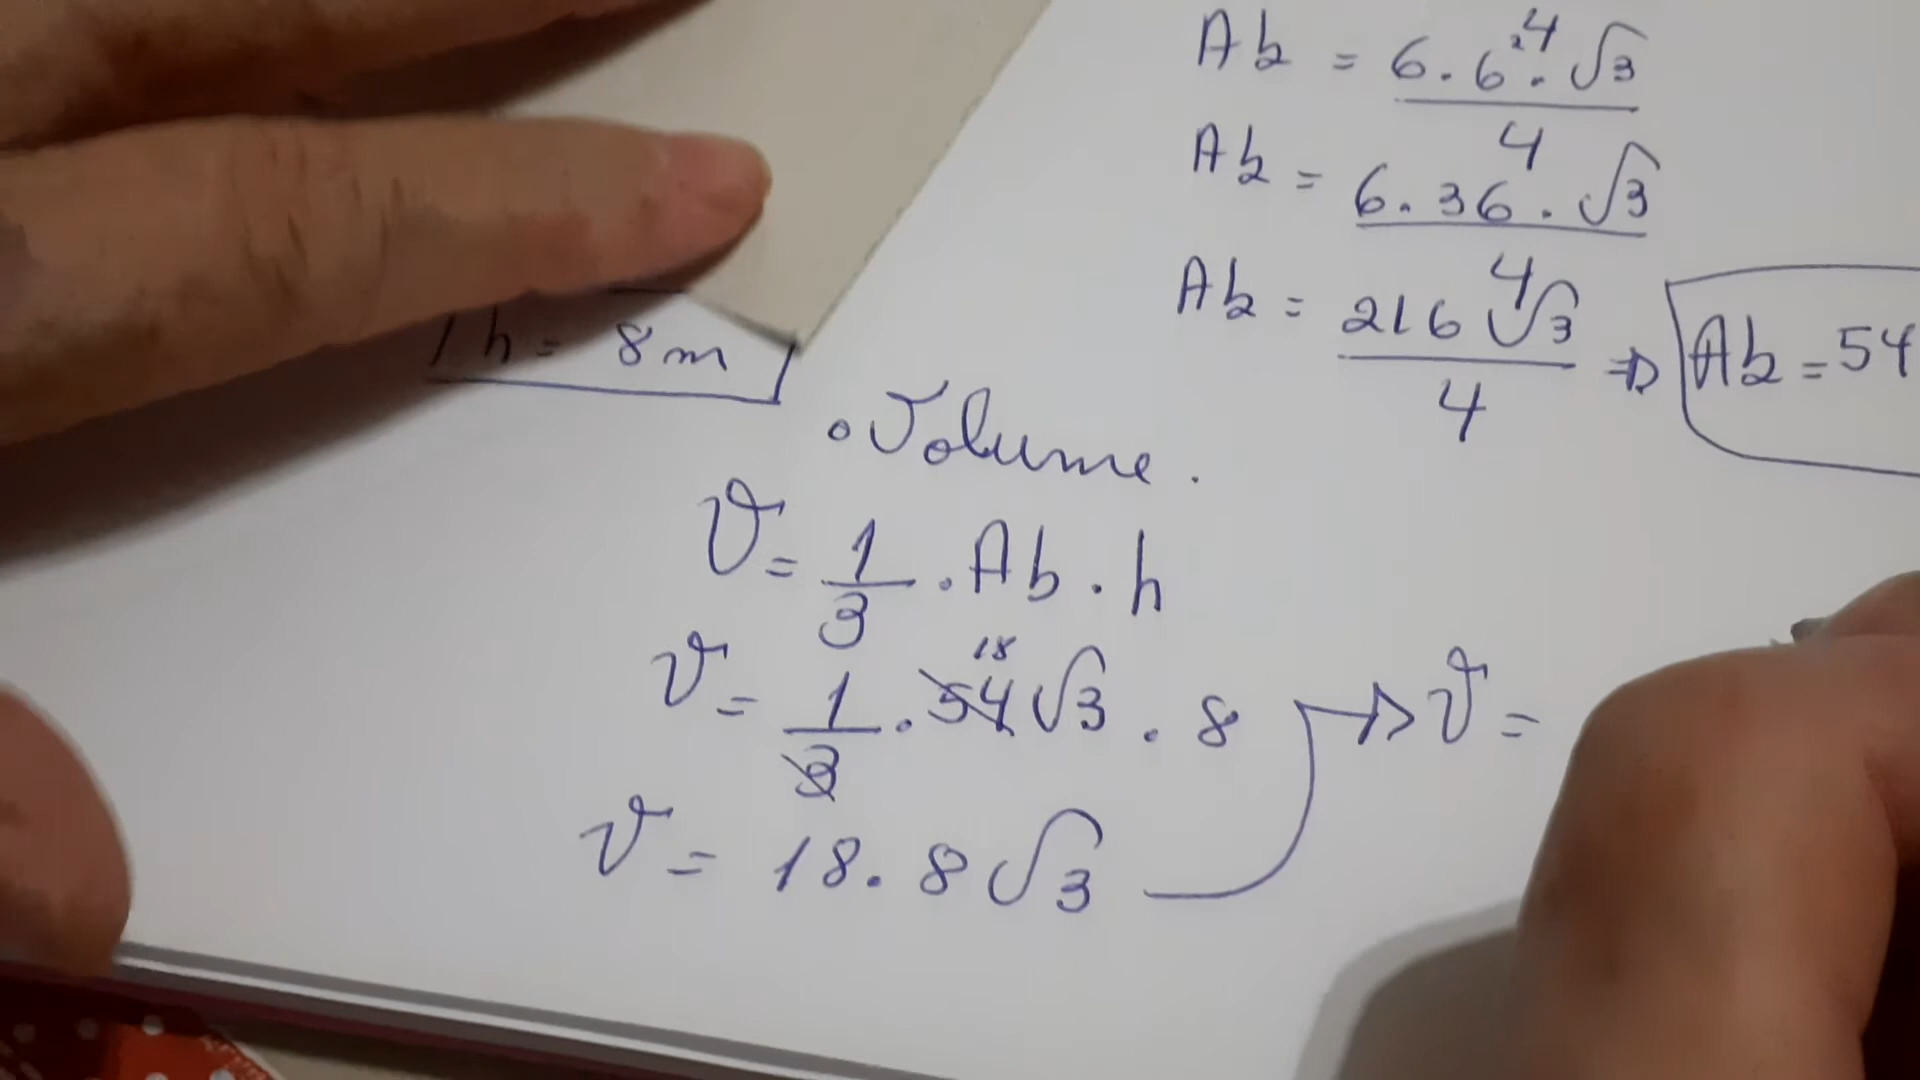 Ab = 6.6².√3
4
Ab = 6.36.√3
4
Ab = 216√3 ⇒ Ab = 54
4
h = 8m
∘ Volume.
V = 1/3 . Ab . h
18
V = 1/3 . 54√3 . 8 → V =
V = 18.8√3